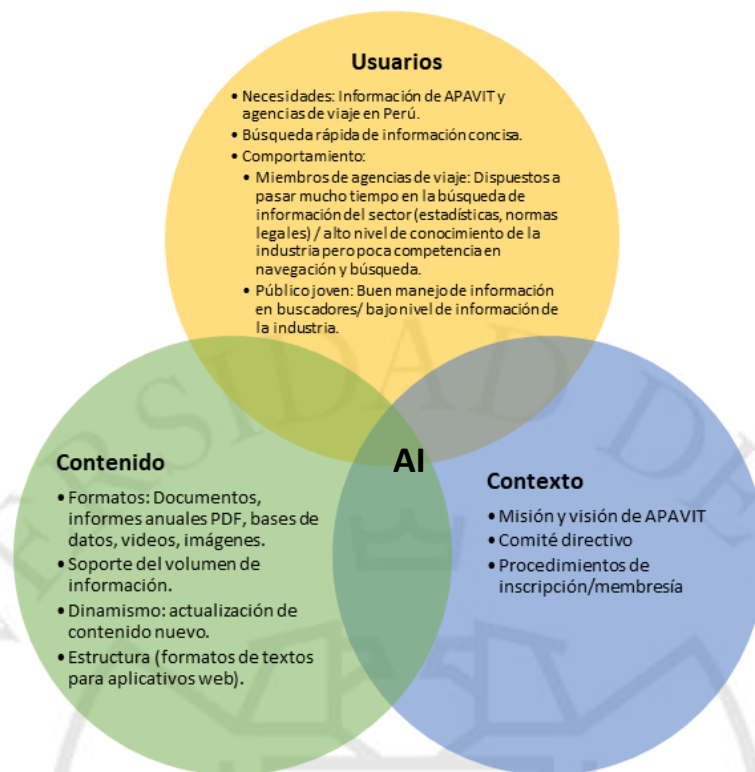 Usuarios
• Necesidades: Información de APAVIT y
agencias de viaje en Perú.
• Búsqueda rápida de información concisa.
• Comportamiento:
• Miembros de agencias de viaje: Dispuestos a
pasar mucho tiempo en la búsqueda de
información del sector (estadísticas, normas
legales) / alto nivel de conocimiento de la
industria pero poca competencia en
navegación y búsqueda.
• Público joven: Buen manejo de información
en buscadores/ bajo nivel de información de
la industria.
AI
Contenido
• Formatos: Documentos,
informes anuales PDF, bases de
datos, videos, imágenes.
• Soporte del volumen de
información.
• Dinamismo: actualización de
contenido nuevo.
• Estructura (formatos de textos
para aplicativos web).
Contexto
• Misión y visión de APAVIT
• Comité directivo
• Procedimientos de
inscripción/membresía
ERSIDAD DE